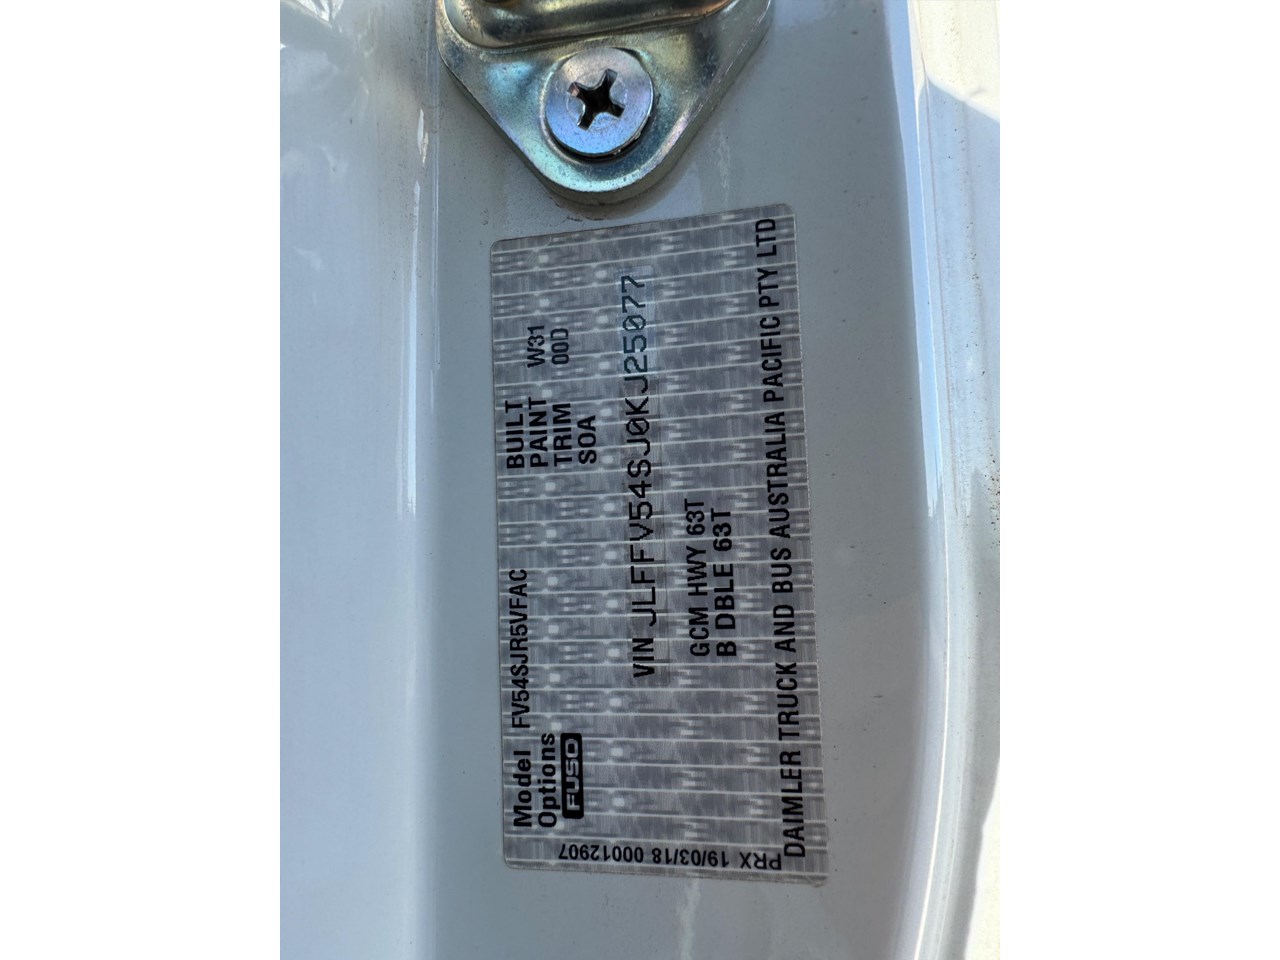 Model FV54SJR5VFAC BUILT
Options PAINT W31
TRIM 00D
FUSO SOA
VIN JLFFV54SJ0KJ25077
GCM HWY 63T
B DBLE 63T
DAIMLER TRUCK AND BUS AUSTRALIA PACIFIC PTY LTD
PRX 19/03/18 00012907